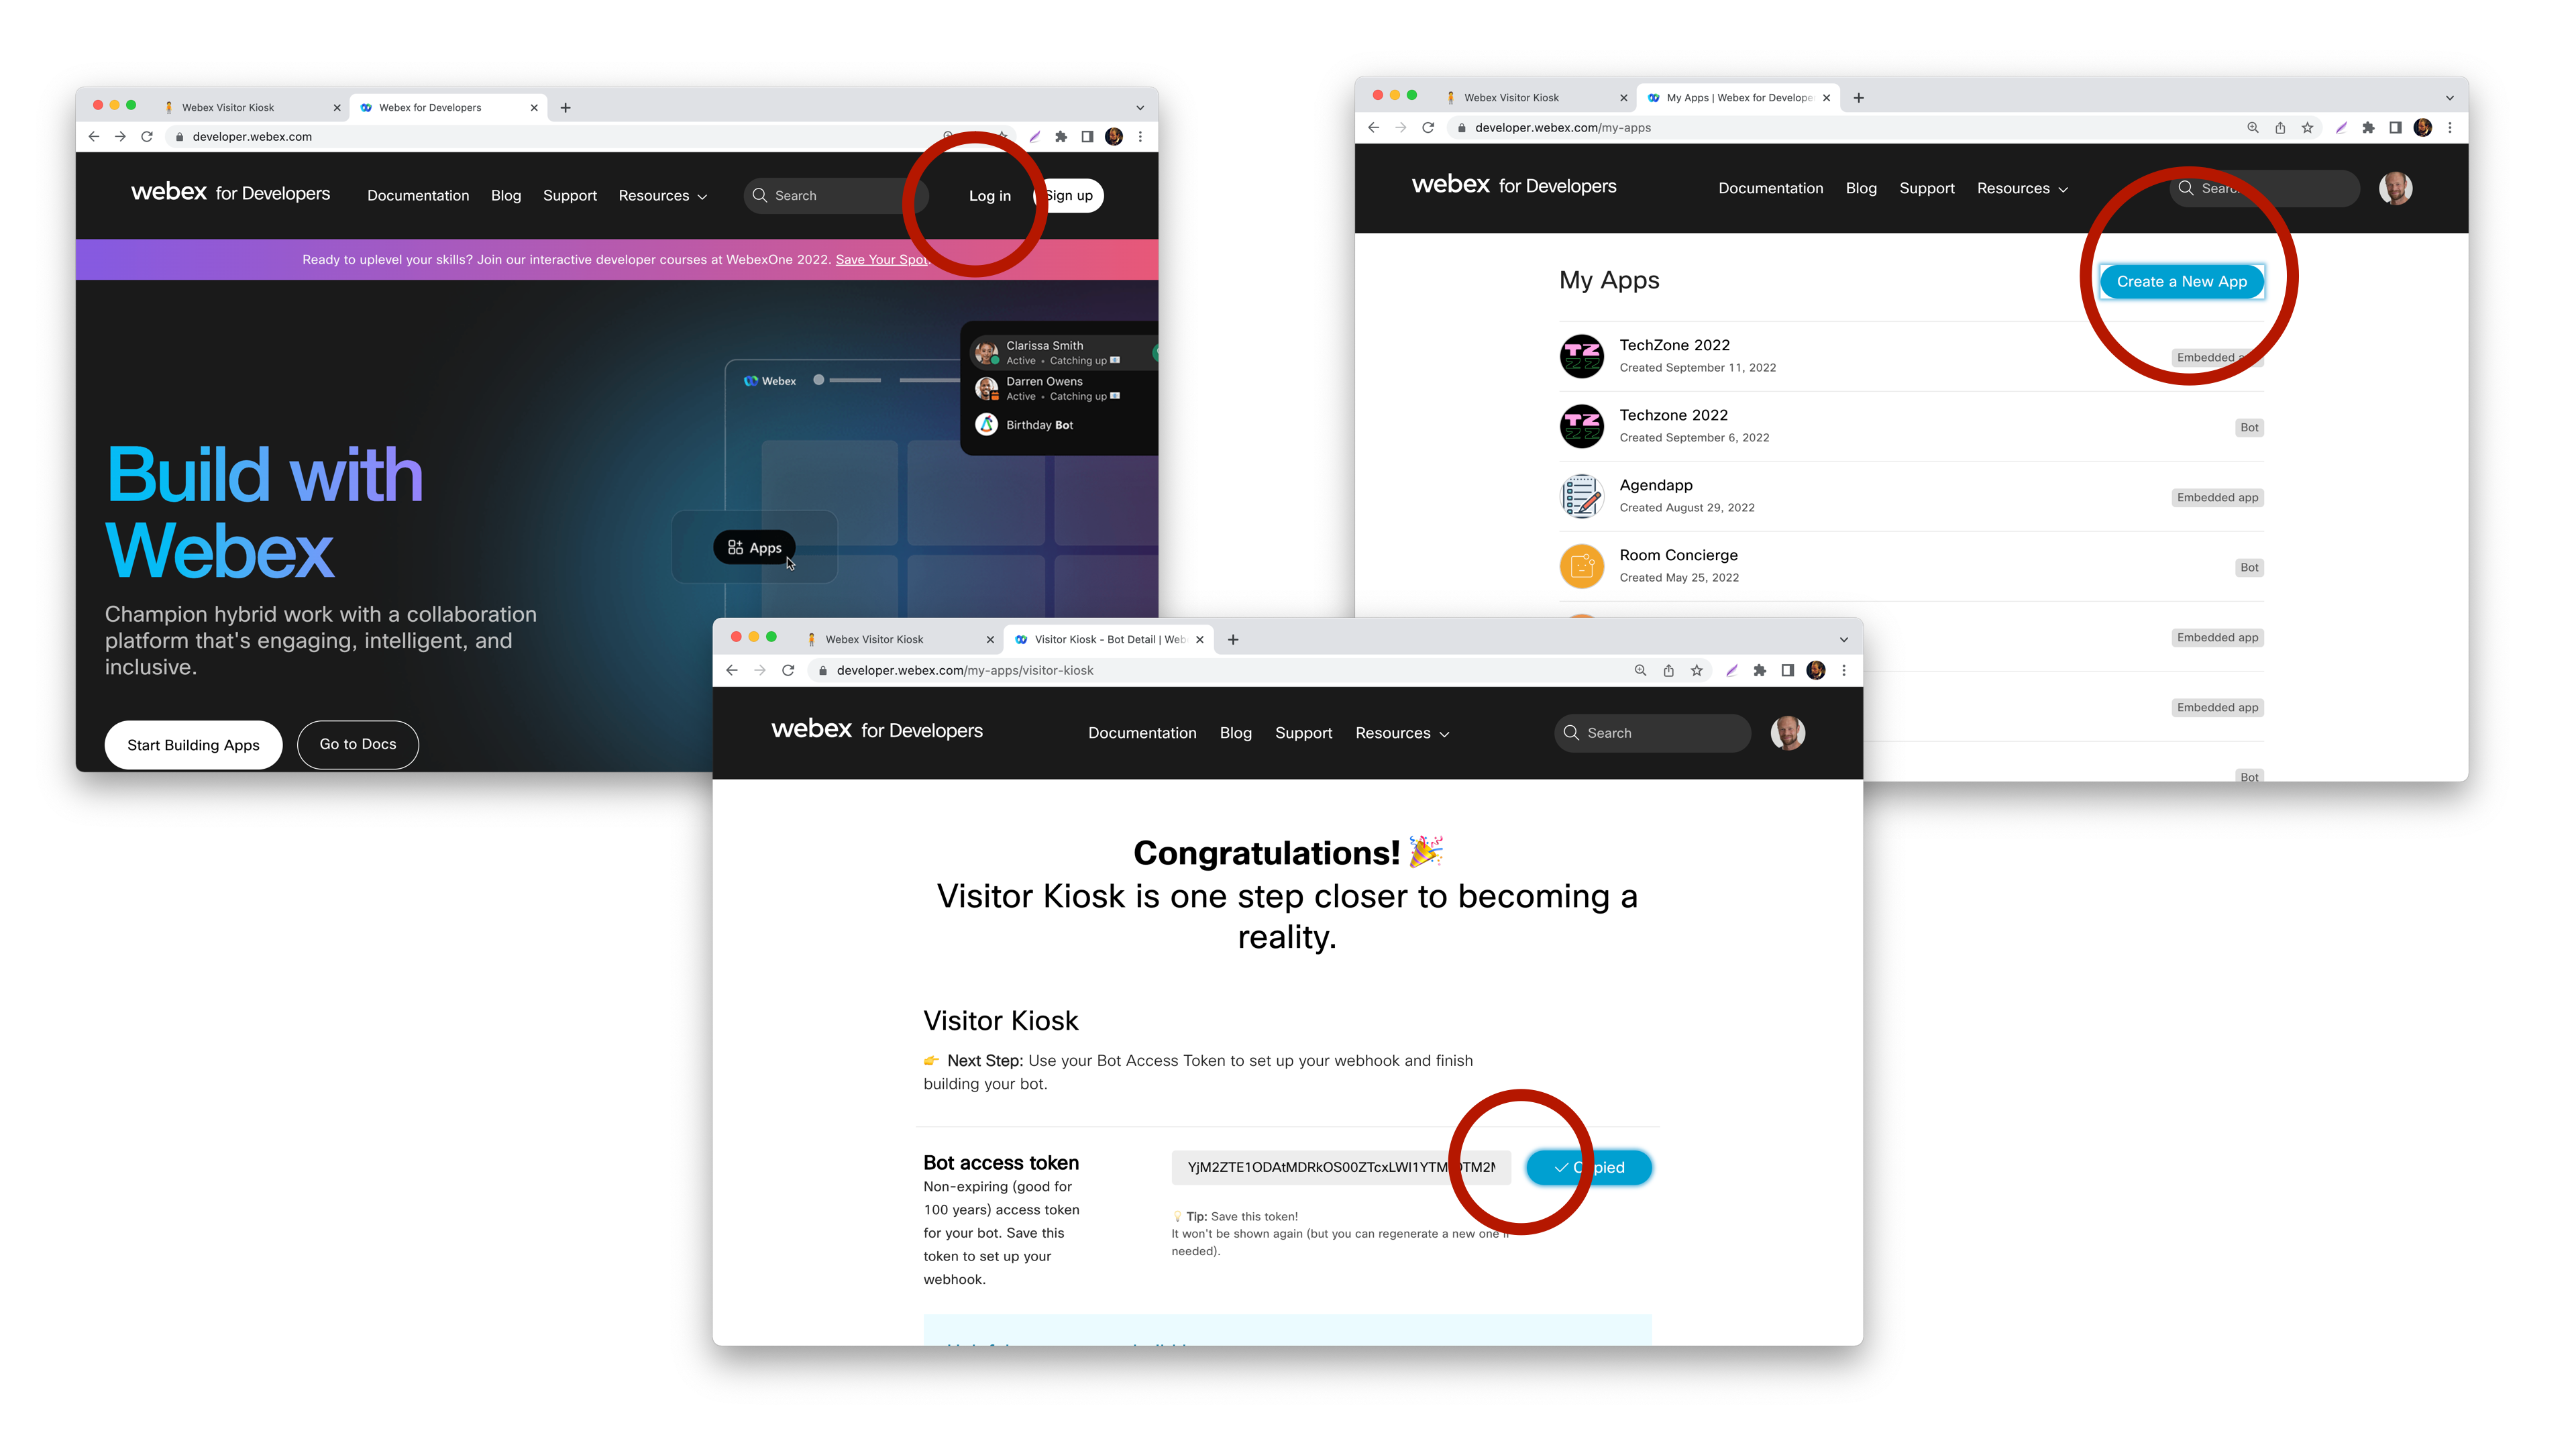 Webex Visitor Kiosk
Webex for Developers
developer.webex.com
webex for Developers
Documentation
Blog
Support
Resources
Search
Log in
Sign up
Ready to uplevel your skills? Join our interactive developer courses at WebexOne 2022. Save Your Spot.
Webex
Clarissa Smith
Active • Catching up
Darren Owens
Active • Catching up
Birthday Bot
Apps
Build with
Webex
Champion hybrid work with a collaboration
platform that's engaging, intelligent, and
inclusive.
Start Building Apps
Go to Docs
Webex Visitor Kiosk
My Apps | Webex for Develope
developer.webex.com/my-apps
webex for Developers
Documentation
Blog
Support
Resources
Search
My Apps
Create a New App
TechZone 2022
Created September 11, 2022
Embedded app
Techzone 2022
Created September 6, 2022
Bot
Agendapp
Created August 29, 2022
Embedded app
Room Concierge
Created May 25, 2022
Bot
Embedded app
Embedded app
Bot
Webex Visitor Kiosk
Visitor Kiosk - Bot Detail | Web
developer.webex.com/my-apps/visitor-kiosk
webex for Developers
Documentation
Blog
Support
Resources
Search
Congratulations! 🎉
Visitor Kiosk is one step closer to becoming a
reality.
Visitor Kiosk
👉 Next Step: Use your Bot Access Token to set up your webhook and finish
building your bot.
Bot access token
Non-expiring (good for
100 years) access token
for your bot. Save this
token to set up your
webhook.
Copied
💡 Tip: Save this token!
It won't be shown again (but you can regenerate a new one if
needed).